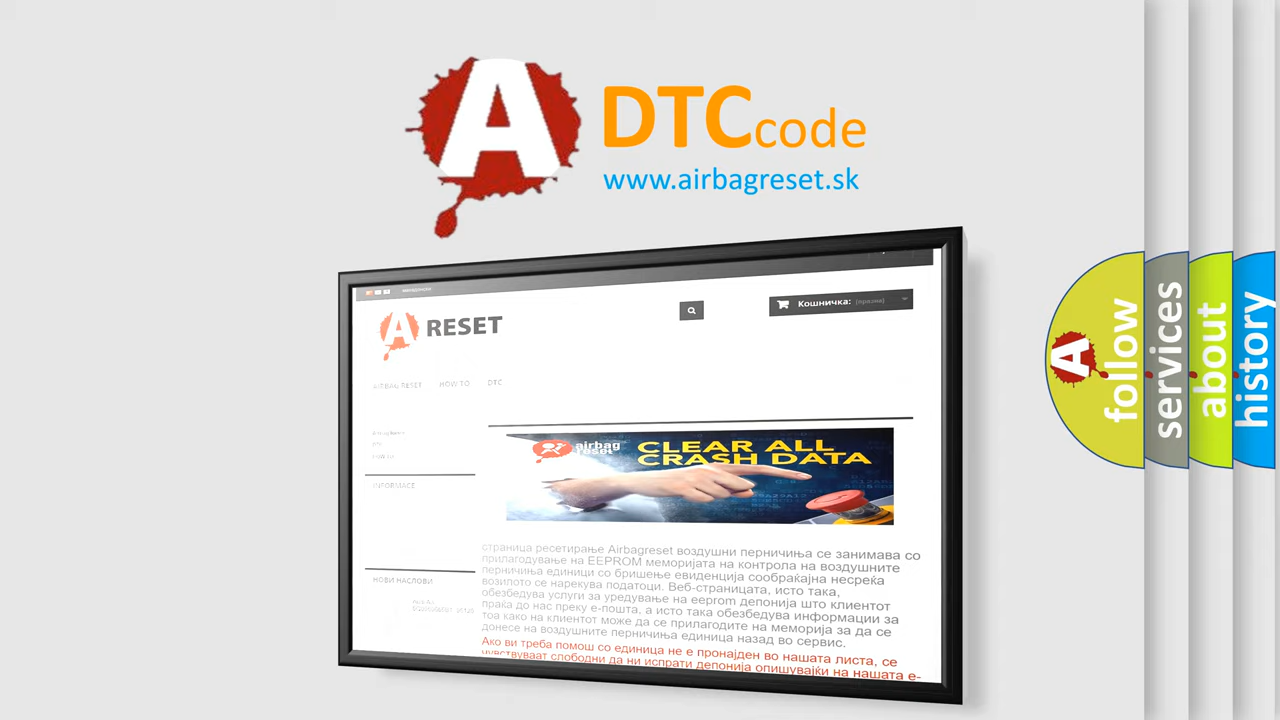 A
DTC code
www.airbagreset.sk
A RESET
Кошничка: (празни)
AIRBAG RESET HOW TO DTC
INFORMACE
airbag
reset
CLEAR ALL
CRASH DATA
страница ресетирање Airbagreset воздушни перничиња се занимава со
прилагодување на EEPROM меморијата на контрола на воздушните
перничиња единици со бришење евиденција сообраќајна несреќа
возилото се нарекува податоци. Веб-страницата, исто така,
обезбедува услуги за уредување на eeprom депонија што клиентот
праќа до нас преку е-пошта, а исто така обезбедува информации за
тоа како на клиентот може да се прилагодите на меморија за да се
донесе на воздушните перничиња единица назад во сервис.
Ако ви треба помош со единица не е пронајден во нашата листа, се
чувствуваат слободни да ни испрати депонија опишувајќи на нашата е-
НОВИ НАСЛОВИ
A
follow
services
about
history